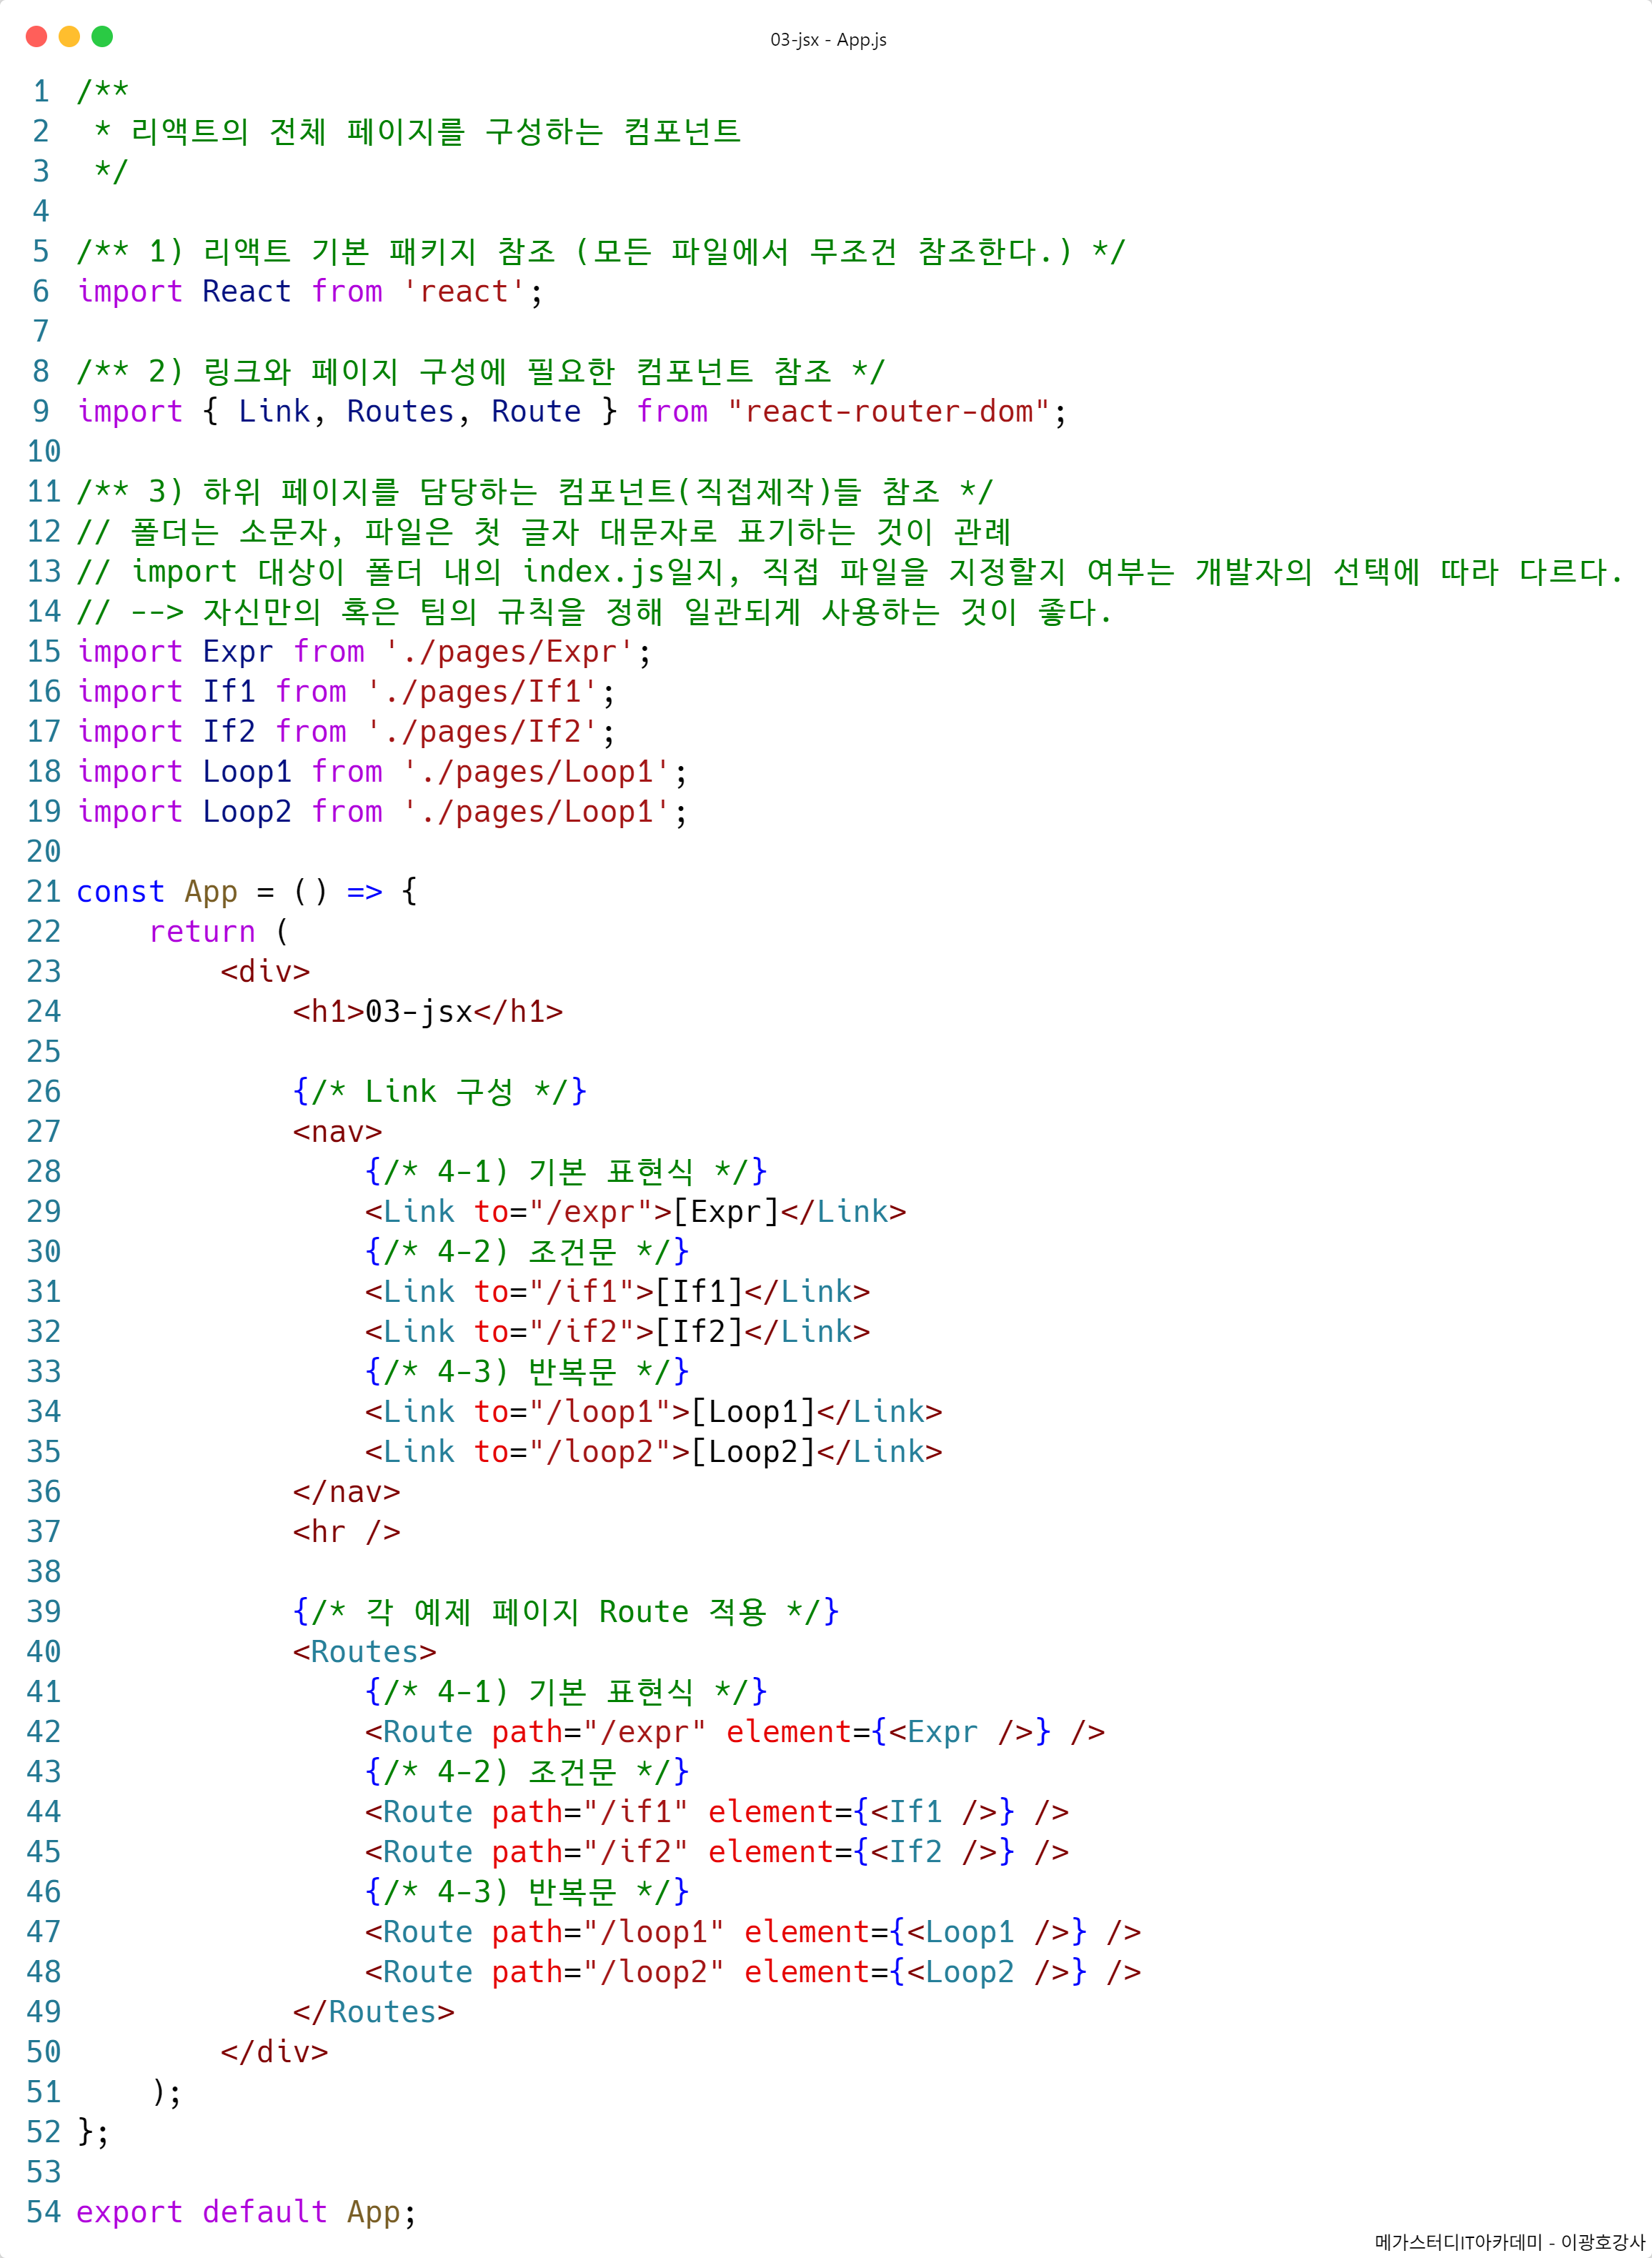 03-jsx - App.js
1 /**
2  * 리액트의 전체 페이지를 구성하는 컴포넌트
3  */
4
5 /** 1) 리액트 기본 패키지 참조 (모든 파일에서 무조건 참조한다.) */
6 import React from 'react';
7
8 /** 2) 링크와 페이지 구성에 필요한 컴포넌트 참조 */
9 import { Link, Routes, Route } from "react-router-dom";
10
11 /** 3) 하위 페이지를 담당하는 컴포넌트(직접제작)들 참조 */
12 // 폴더는 소문자, 파일은 첫 글자 대문자로 표기하는 것이 관례
13 // import 대상이 폴더 내의 index.js일지, 직접 파일을 지정할지 여부는 개발자의 선택에 따라 다르다.
14 // --> 자신만의 혹은 팀의 규칙을 정해 일관되게 사용하는 것이 좋다.
15 import Expr from './pages/Expr';
16 import If1 from './pages/If1';
17 import If2 from './pages/If2';
18 import Loop1 from './pages/Loop1';
19 import Loop2 from './pages/Loop1';
20
21 const App = () => {
22     return (
23         <div>
24             <h1>03-jsx</h1>
25
26             {/* Link 구성 */}
27             <nav>
28                 {/* 4-1) 기본 표현식 */}
29                 <Link to="/expr">[Expr]</Link>
30                 {/* 4-2) 조건문 */}
31                 <Link to="/if1">[If1]</Link>
32                 <Link to="/if2">[If2]</Link>
33                 {/* 4-3) 반복문 */}
34                 <Link to="/loop1">[Loop1]</Link>
35                 <Link to="/loop2">[Loop2]</Link>
36             </nav>
37             <hr />
38
39             {/* 각 예제 페이지 Route 적용 */}
40             <Routes>
41                 {/* 4-1) 기본 표현식 */}
42                 <Route path="/expr" element={<Expr />} />
43                 {/* 4-2) 조건문 */}
44                 <Route path="/if1" element={<If1 />} />
45                 <Route path="/if2" element={<If2 />} />
46                 {/* 4-3) 반복문 */}
47                 <Route path="/loop1" element={<Loop1 />} />
48                 <Route path="/loop2" element={<Loop2 />} />
49             </Routes>
50         </div>
51     );
52 };
53
54 export default App;
메가스터디IT아카데미 - 이광호강사